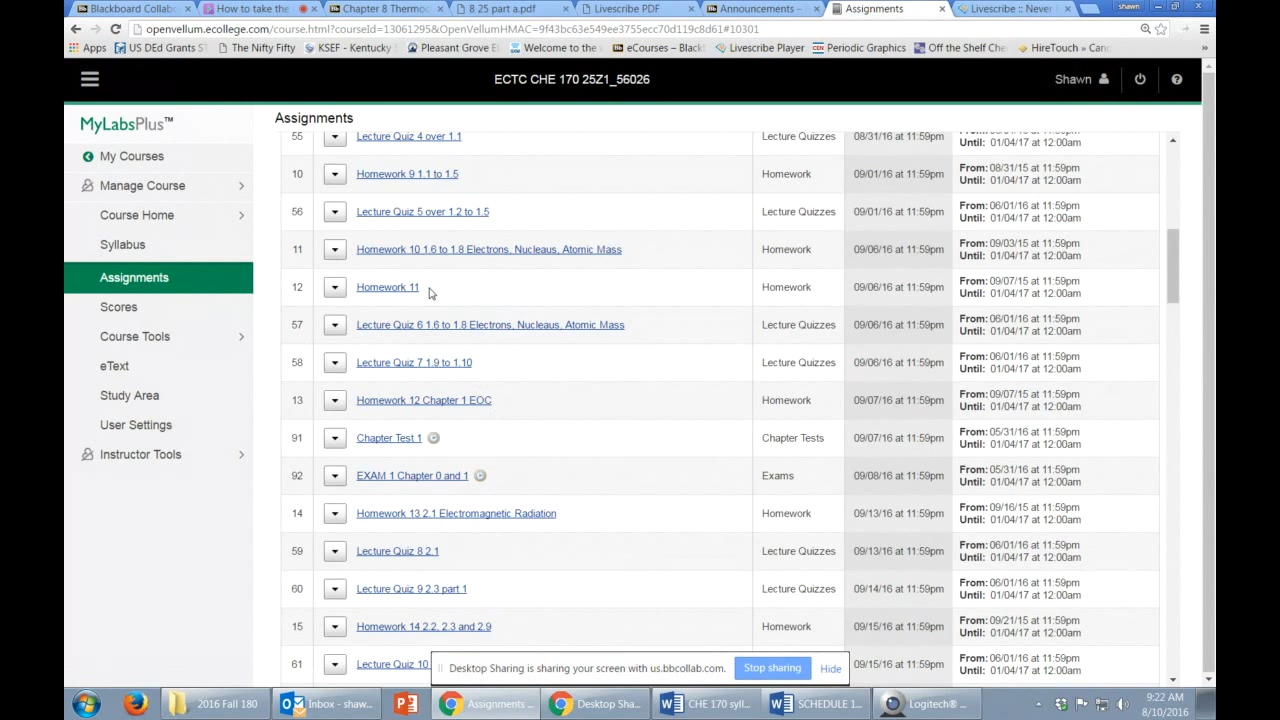 Blackboard Collab
How to take the
Chapter 8 Thermoc
8 25 part a.pdf
Livescribe PDF
Announcements –
Assignments
Livescribe :: Never
shawn
openvellum.ecollege.com/course.html?courseId=13061295&OpenVellumHMAC=9f43bc63e549ee3755ecc70d119c8d61#10301
Apps
US DEd Grants ST
The Nifty Fifty
KSEF - Kentucky S
Pleasant Grove El
Welcome to the w
eCourses – Blackb
Livescribe Player
Periodic Graphics
Off the Shelf Chem
HireTouch » Cand
ECTC CHE 170 25Z1_56026
Shawn
MyLabsPlus™
My Courses
Manage Course
Course Home
Syllabus
Assignments
Scores
Course Tools
eText
Study Area
User Settings
Instructor Tools
Assignments
55 Lecture Quiz 4 over 1.1 Lecture Quizzes 08/31/16 at 11:59pm From: 06/01/16 at 11:59pm
Until: 01/04/17 at 12:00am
10 Homework 9 1.1 to 1.5 Homework 09/01/16 at 11:59pm From: 08/31/15 at 11:59pm
Until: 01/04/17 at 12:00am
56 Lecture Quiz 5 over 1.2 to 1.5 Lecture Quizzes 09/01/16 at 11:59pm From: 06/01/16 at 11:59pm
Until: 01/04/17 at 12:00am
11 Homework 10 1.6 to 1.8 Electrons, Nucleaus, Atomic Mass Homework 09/06/16 at 11:59pm From: 09/03/15 at 11:59pm
Until: 01/04/17 at 12:00am
12 Homework 11 Homework 09/06/16 at 11:59pm From: 09/07/15 at 11:59pm
Until: 01/04/17 at 12:00am
57 Lecture Quiz 6 1.6 to 1.8 Electrons, Nucleaus, Atomic Mass Lecture Quizzes 09/06/16 at 11:59pm From: 06/01/16 at 11:59pm
Until: 01/04/17 at 12:00am
58 Lecture Quiz 7 1.9 to 1.10 Lecture Quizzes 09/06/16 at 11:59pm From: 06/01/16 at 11:59pm
Until: 01/04/17 at 12:00am
13 Homework 12 Chapter 1 EOC Homework 09/07/16 at 11:59pm From: 09/07/15 at 11:59pm
Until: 01/04/17 at 12:00am
91 Chapter Test 1 Chapter Tests 09/07/16 at 11:59pm From: 05/31/16 at 11:59pm
Until: 01/04/17 at 12:00am
92 EXAM 1 Chapter 0 and 1 Exams 09/08/16 at 11:59pm From: 05/31/16 at 11:59pm
Until: 01/04/17 at 12:00am
14 Homework 13 2.1 Electromagnetic Radiation Homework 09/13/16 at 11:59pm From: 09/16/15 at 11:59pm
Until: 01/04/17 at 12:00am
59 Lecture Quiz 8 2.1 Lecture Quizzes 09/13/16 at 11:59pm From: 06/01/16 at 11:59pm
Until: 01/04/17 at 12:00am
60 Lecture Quiz 9 2.3 part 1 Lecture Quizzes 09/14/16 at 11:59pm From: 06/01/16 at 11:59pm
Until: 01/04/17 at 12:00am
15 Homework 14 2.2, 2.3 and 2.9 Homework 09/15/16 at 11:59pm From: 09/21/15 at 11:59pm
Until: 01/04/17 at 12:00am
61 Lecture Quiz 10 09/15/16 at 11:59pm From: 06/01/16 at 11:59pm
Until: 01/04/17 at 12:00am
Desktop Sharing is sharing your screen with us.bbcollab.com.
Stop sharing
Hide
2016 Fall 180
Inbox - shaw...
Assignments ...
Desktop Sha...
CHE 170 syll...
SCHEDULE 1...
Logitech® ...
9:22 AM
8/10/2016